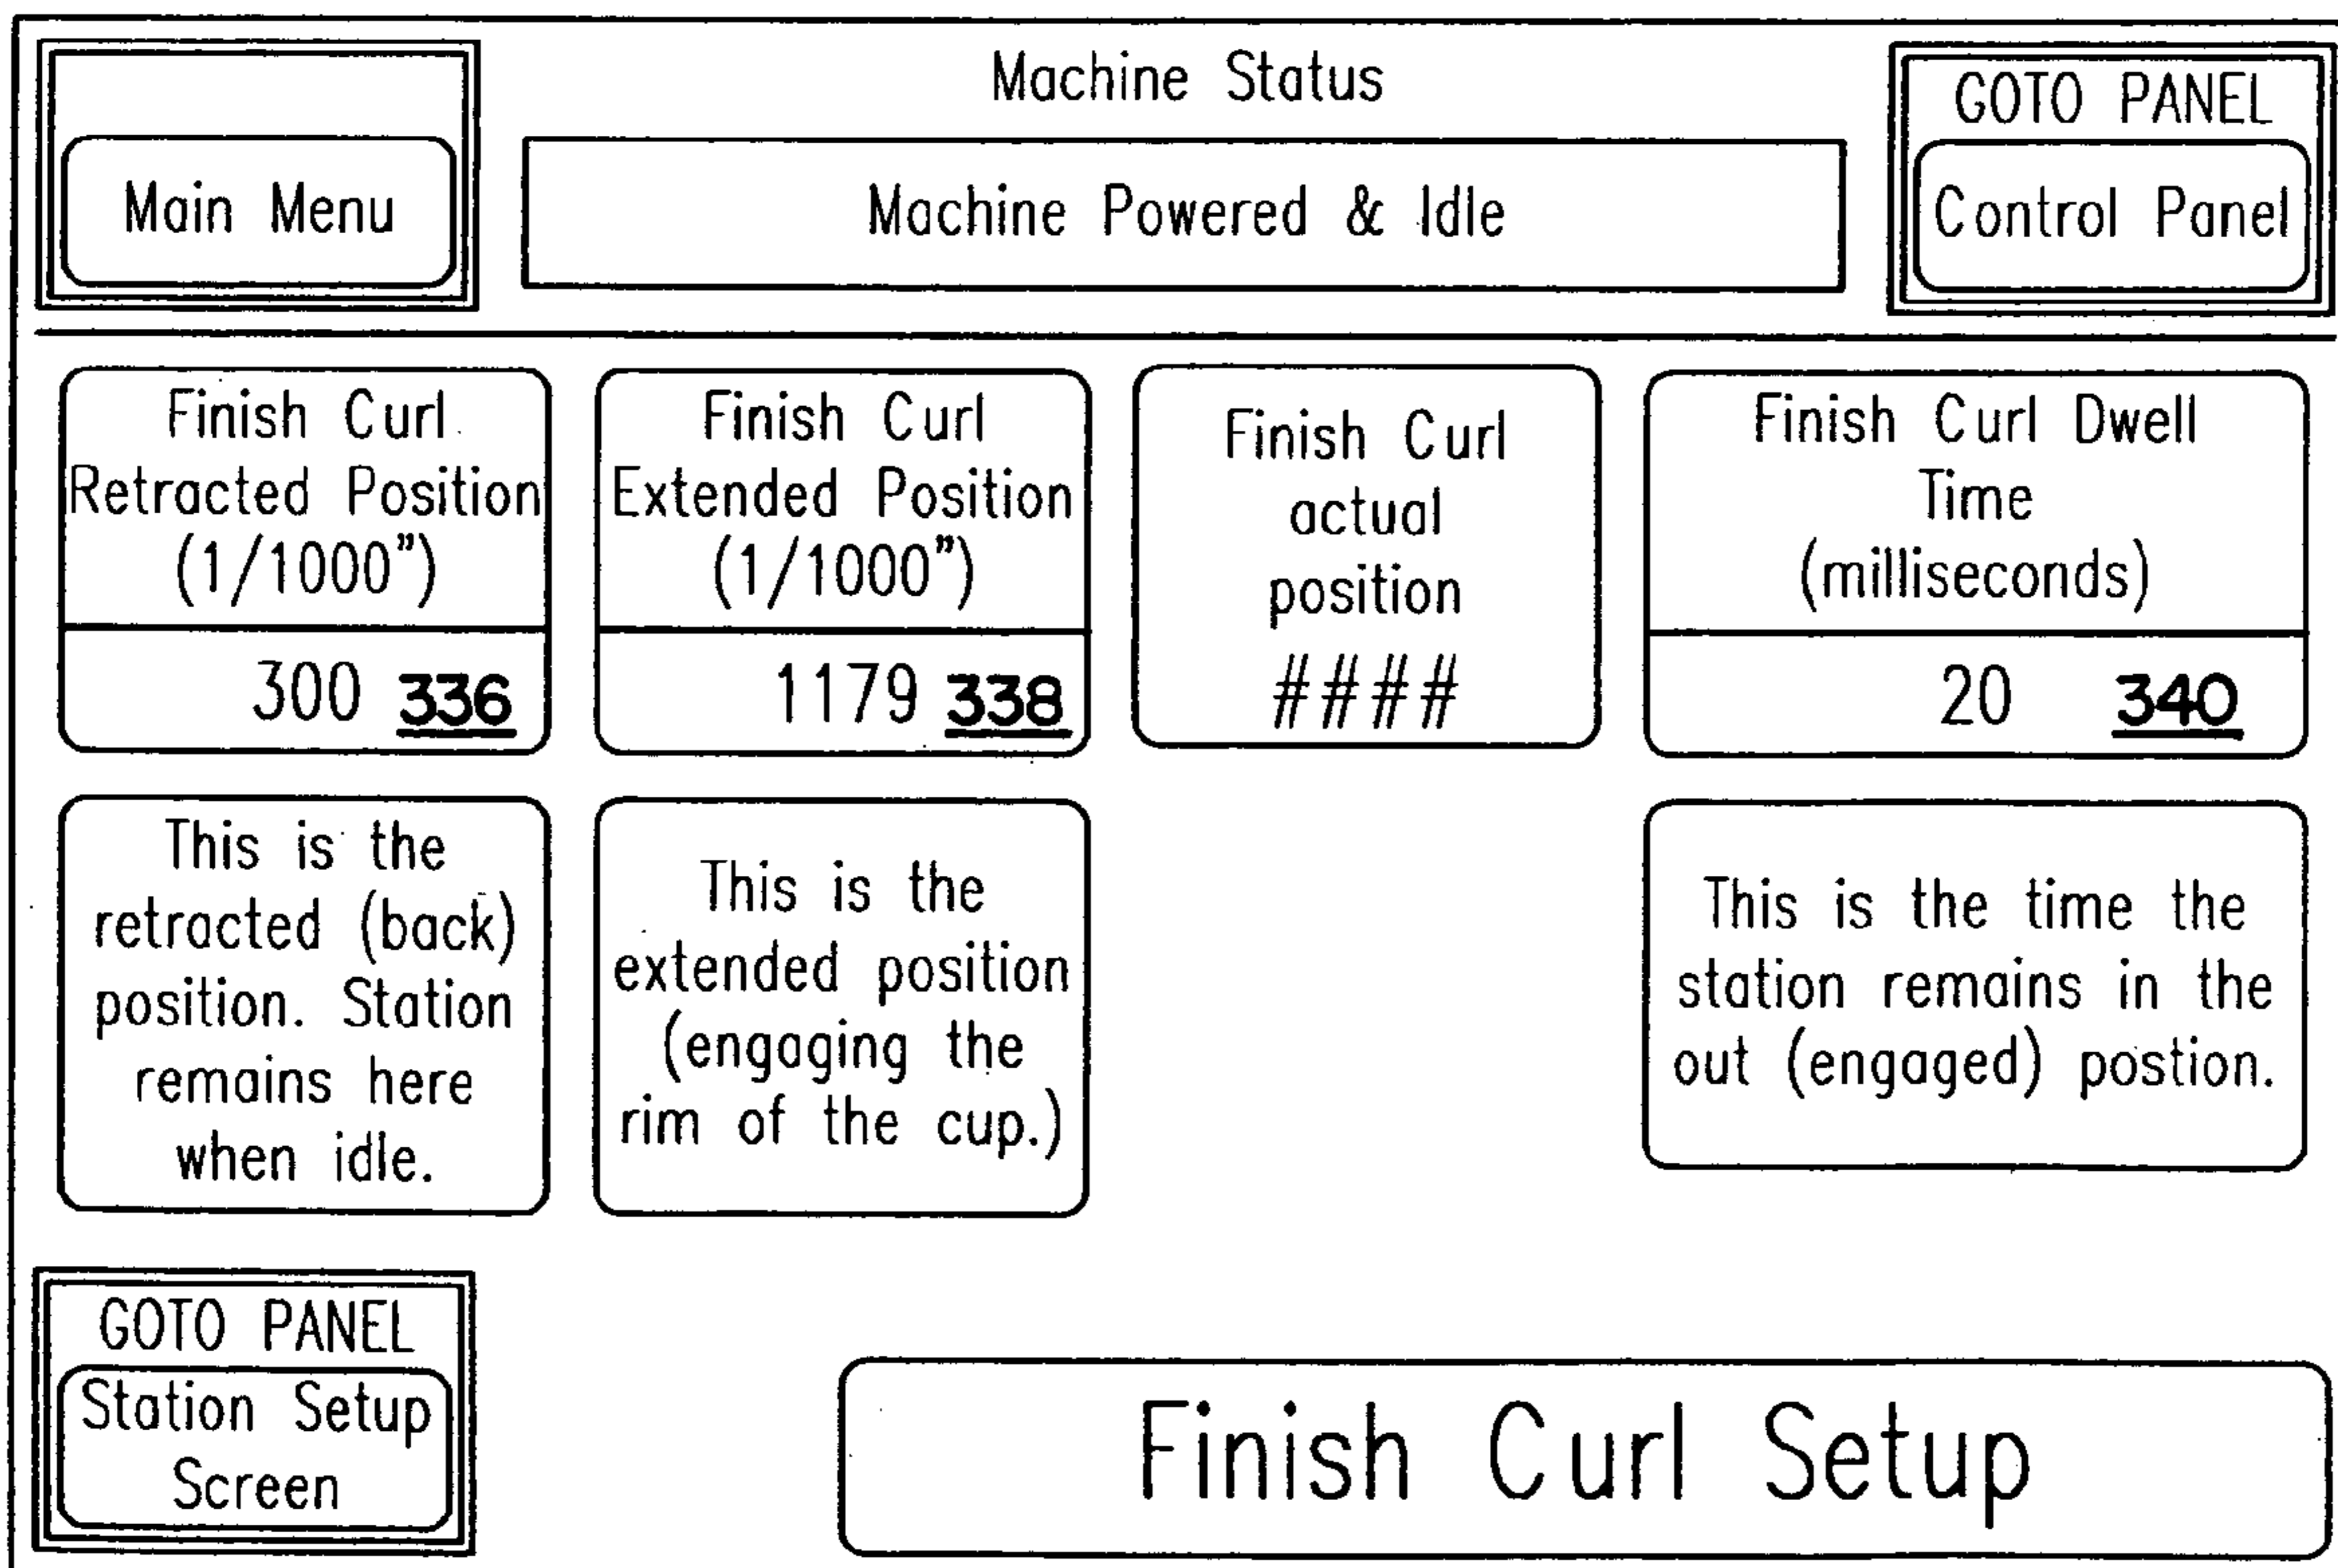 Machine Status
GOTO PANEL
Main Menu
Machine Powered & Idle
Control Panel
Finish Curl
Retracted Position
(1/1000")
300 336
Finish Curl
Extended Position
(1/1000")
1179 338
Finish Curl
actual
position
####
Finish Curl Dwell
Time
(milliseconds)
20 340
This is the
retracted (back)
position. Station
remains here
when idle.
This is the
extended position
(engaging the
rim of the cup.)
This is the time the
station remains in the
out (engaged) postion.
GOTO PANEL
Station Setup
Screen
Finish Curl Setup